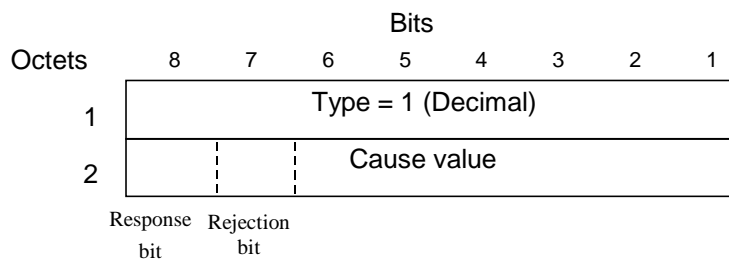 Bits
Octets 8 7 6 5 4 3 2 1
1 Type = 1 (Decimal)
2 Cause value
Response Rejection
bit bit